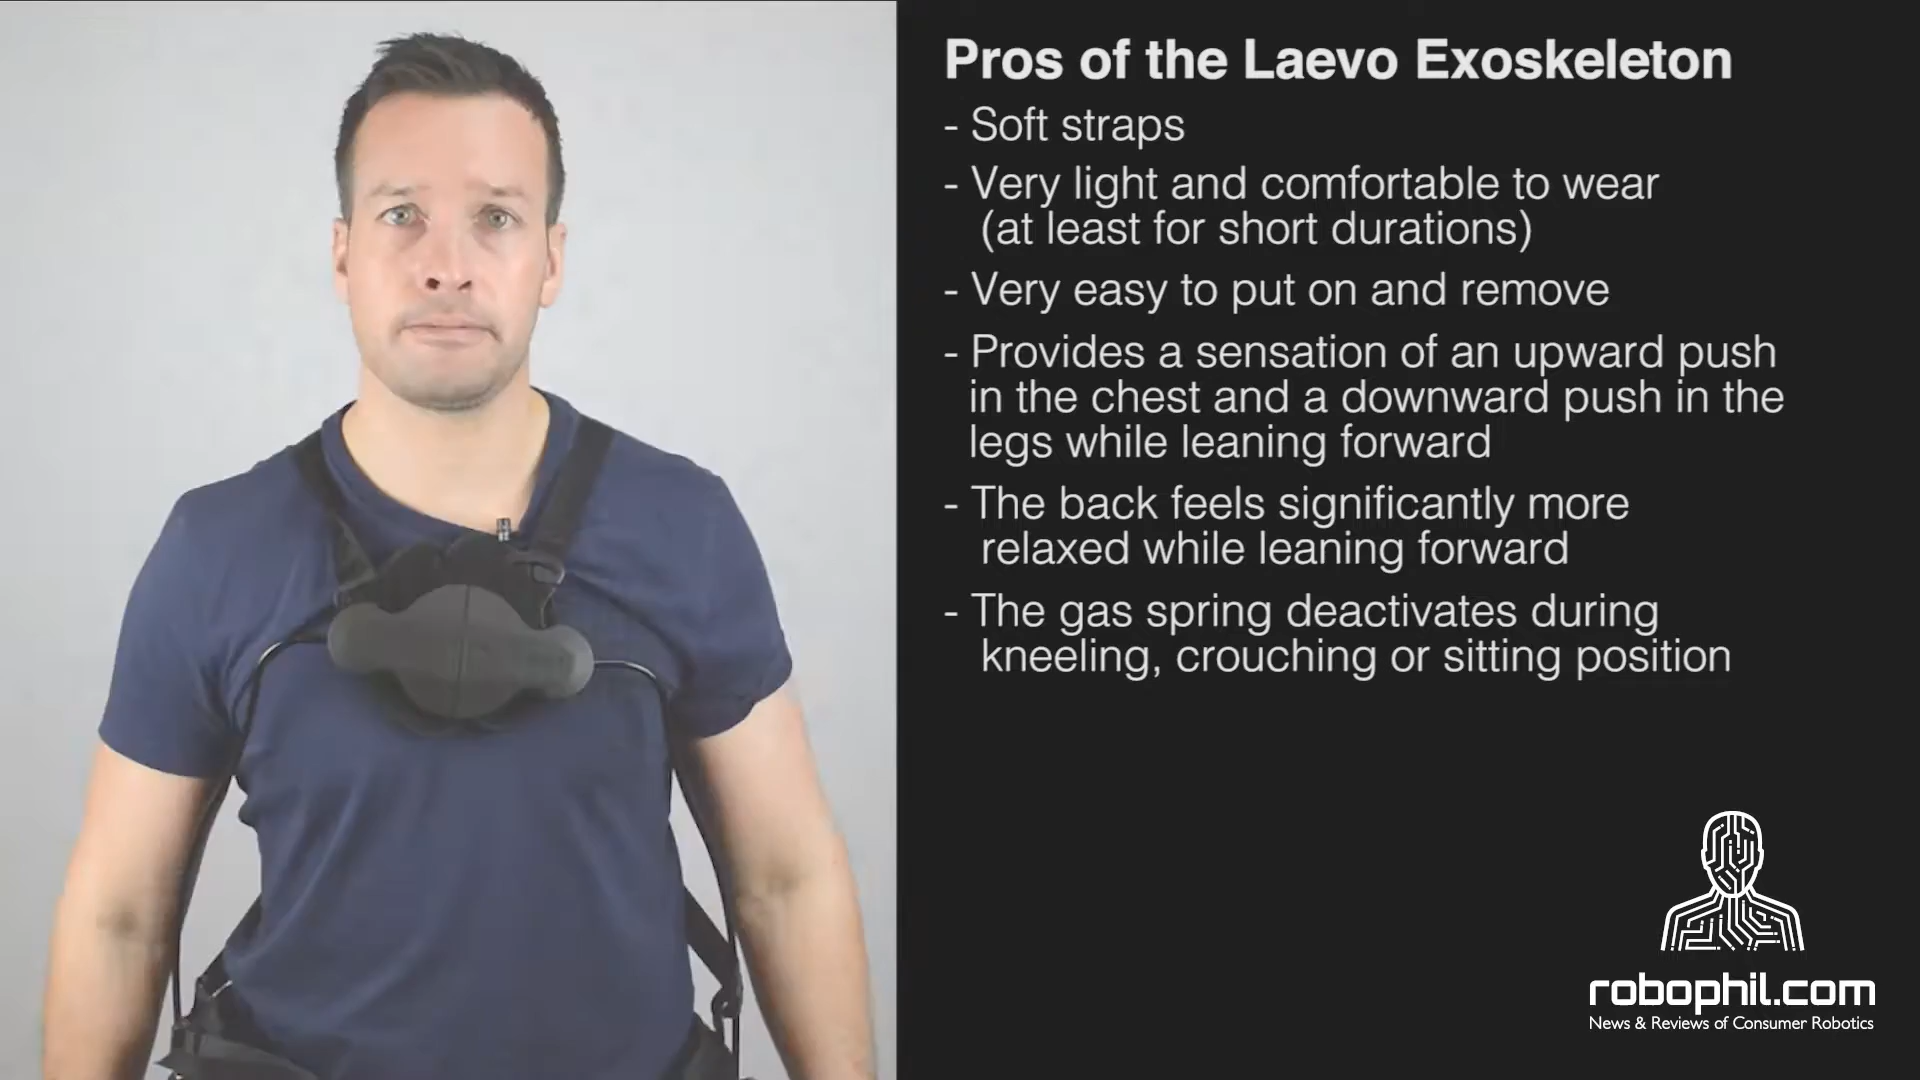 Pros of the Laevo Exoskeleton
- Soft straps
- Very light and comfortable to wear
(at least for short durations)
- Very easy to put on and remove
- Provides a sensation of an upward push
in the chest and a downward push in the
legs while leaning forward
- The back feels significantly more
relaxed while leaning forward
- The gas spring deactivates during
kneeling, crouching or sitting position
robophil.com
News & Reviews of Consumer Robotics